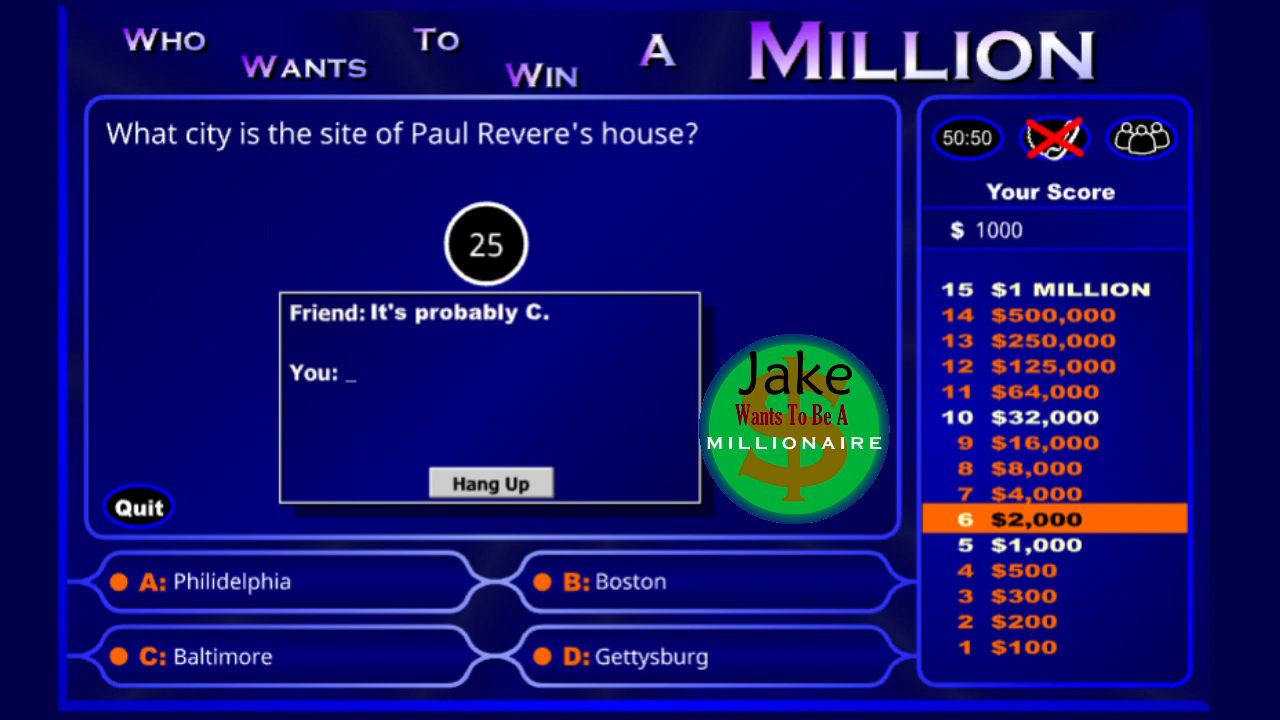 WHO WANTS TO WIN A MILLION
What city is the site of Paul Revere's house?
25
Friend: It's probably C.
You: _
Hang Up
Quit
Jake
Wants To Be A
MILLIONAIRE
A: Philidelphia
B: Boston
C: Baltimore
D: Gettysburg
50:50
Your Score
$ 1000
15 $1 MILLION
14 $500,000
13 $250,000
12 $125,000
11 $64,000
10 $32,000
9 $16,000
8 $8,000
7 $4,000
6 $2,000
5 $1,000
4 $500
3 $300
2 $200
1 $100